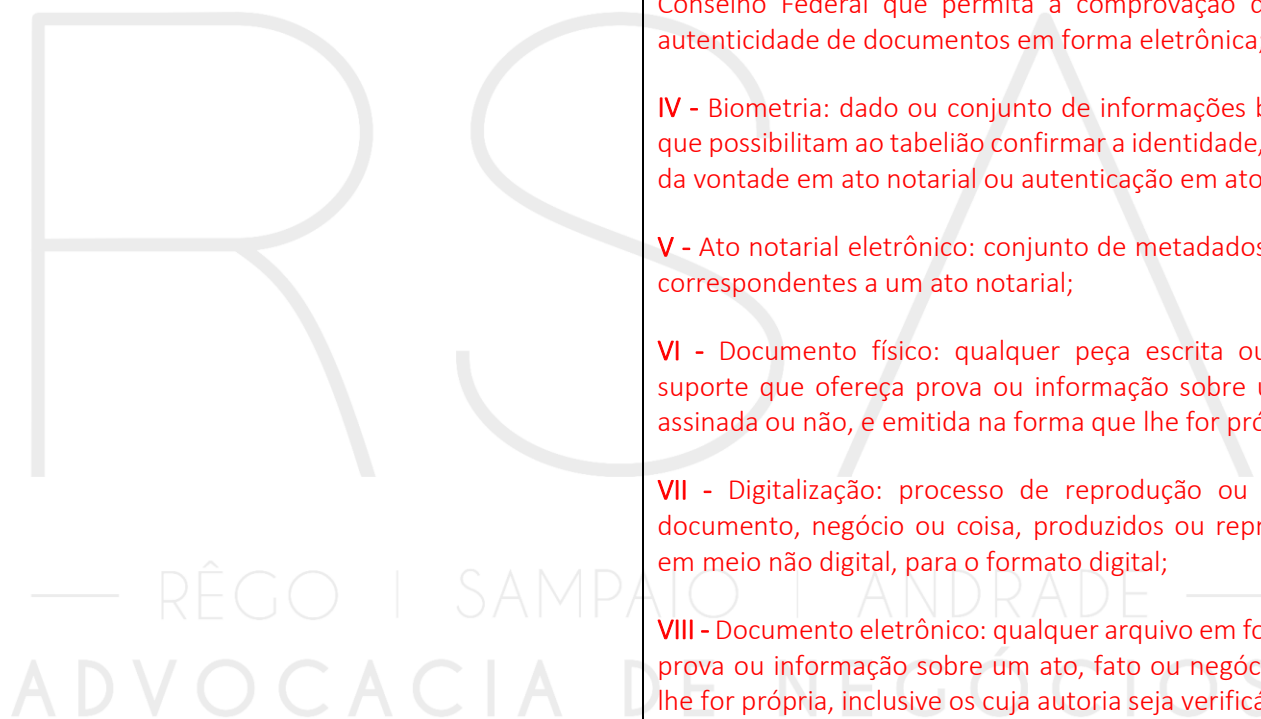 Conselho Federal que permita a comprovação
autenticidade de documentos em forma eletrônica;
IV - Biometria: dado ou conjunto de informações
que possibilitam ao tabelião confirmar a identidade,
da vontade em ato notarial ou autenticação em ato
V - Ato notarial eletrônico: conjunto de metadados
correspondentes a um ato notarial;
VI - Documento físico: qualquer peça escrita ou
suporte que ofereça prova ou informação sobre
assinada ou não, e emitida na forma que lhe for
VII - Digitalização: processo de reprodução ou
documento, negócio ou coisa, produzidos ou
em meio não digital, para o formato digital;
VIII - Documento eletrônico: qualquer arquivo em
prova ou informação sobre um ato, fato ou
lhe for própria, inclusive os cuja autoria seja
RSA
RÊGO | SAMPAIO | ANDRADE
ADVOCACIA DE NEGÓCIOS